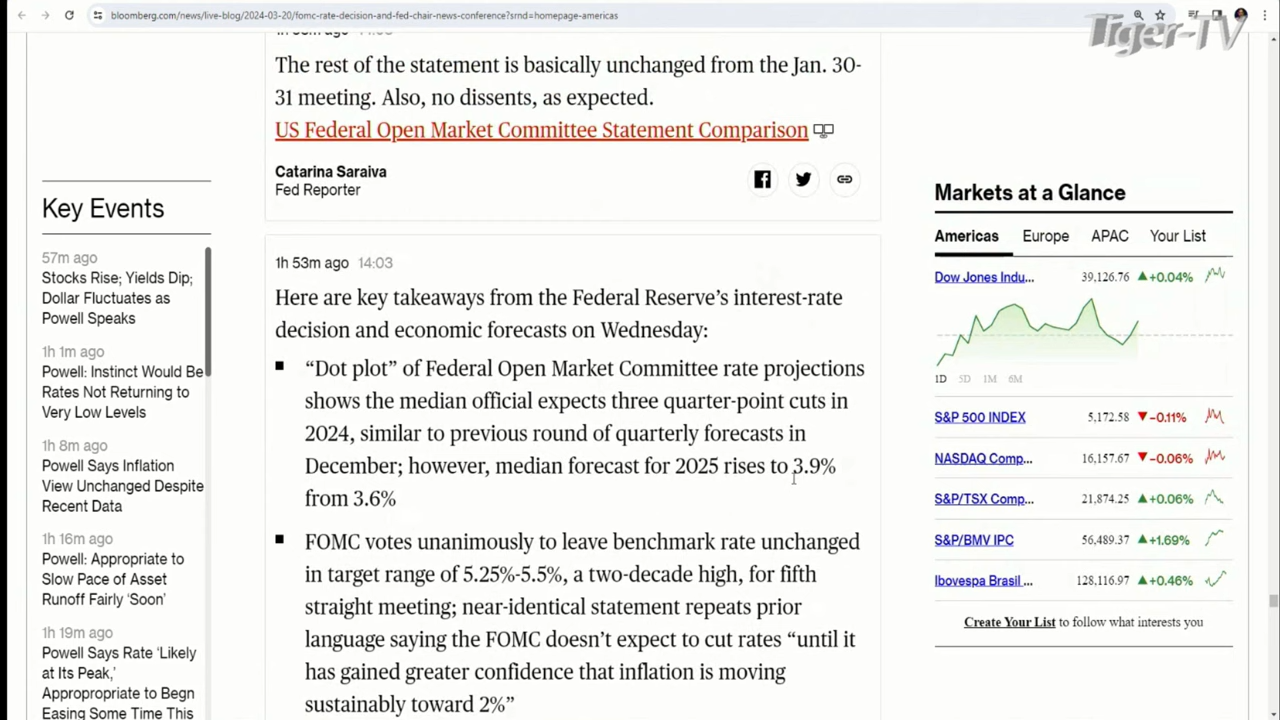 bloomberg.com/news/live-blog/2024-03-20/fomc-rate-decision-and-fed-chair-news-conference?srnd=homepage-americas
Tiger-TV
The rest of the statement is basically unchanged from the Jan. 30-
31 meeting. Also, no dissents, as expected.
US Federal Open Market Committee Statement Comparison
Catarina Saraiva
Fed Reporter
Key Events
57m ago
Stocks Rise; Yields Dip;
Dollar Fluctuates as
Powell Speaks
1h 1m ago
Powell: Instinct Would Be
Rates Not Returning to
Very Low Levels
1h 8m ago
Powell Says Inflation
View Unchanged Despite
Recent Data
1h 16m ago
Powell: Appropriate to
Slow Pace of Asset
Runoff Fairly ‘Soon’
1h 19m ago
Powell Says Rate ‘Likely
at Its Peak,’
Appropriate to Begn
Easing Some Time This
1h 53m ago 14:03
Here are key takeaways from the Federal Reserve’s interest-rate
decision and economic forecasts on Wednesday:
“Dot plot” of Federal Open Market Committee rate projections
shows the median official expects three quarter-point cuts in
2024, similar to previous round of quarterly forecasts in
December; however, median forecast for 2025 rises to 3.9%
from 3.6%
FOMC votes unanimously to leave benchmark rate unchanged
in target range of 5.25%-5.5%, a two-decade high, for fifth
straight meeting; near-identical statement repeats prior
language saying the FOMC doesn’t expect to cut rates “until it
has gained greater confidence that inflation is moving
sustainably toward 2%”
Markets at a Glance
Americas Europe APAC Your List
Dow Jones Indu... 39,126.76 ▲+0.04%
1D 5D 1M 6M
S&P 500 INDEX 5,172.58 ▼-0.11%
NASDAQ Comp... 16,157.67 ▼-0.06%
S&P/TSX Comp... 21,874.25 ▲+0.06%
S&P/BMV IPC 56,489.37 ▲+1.69%
Ibovespa Brasil ... 128,116.97 ▲+0.46%
Create Your List to follow what interests you